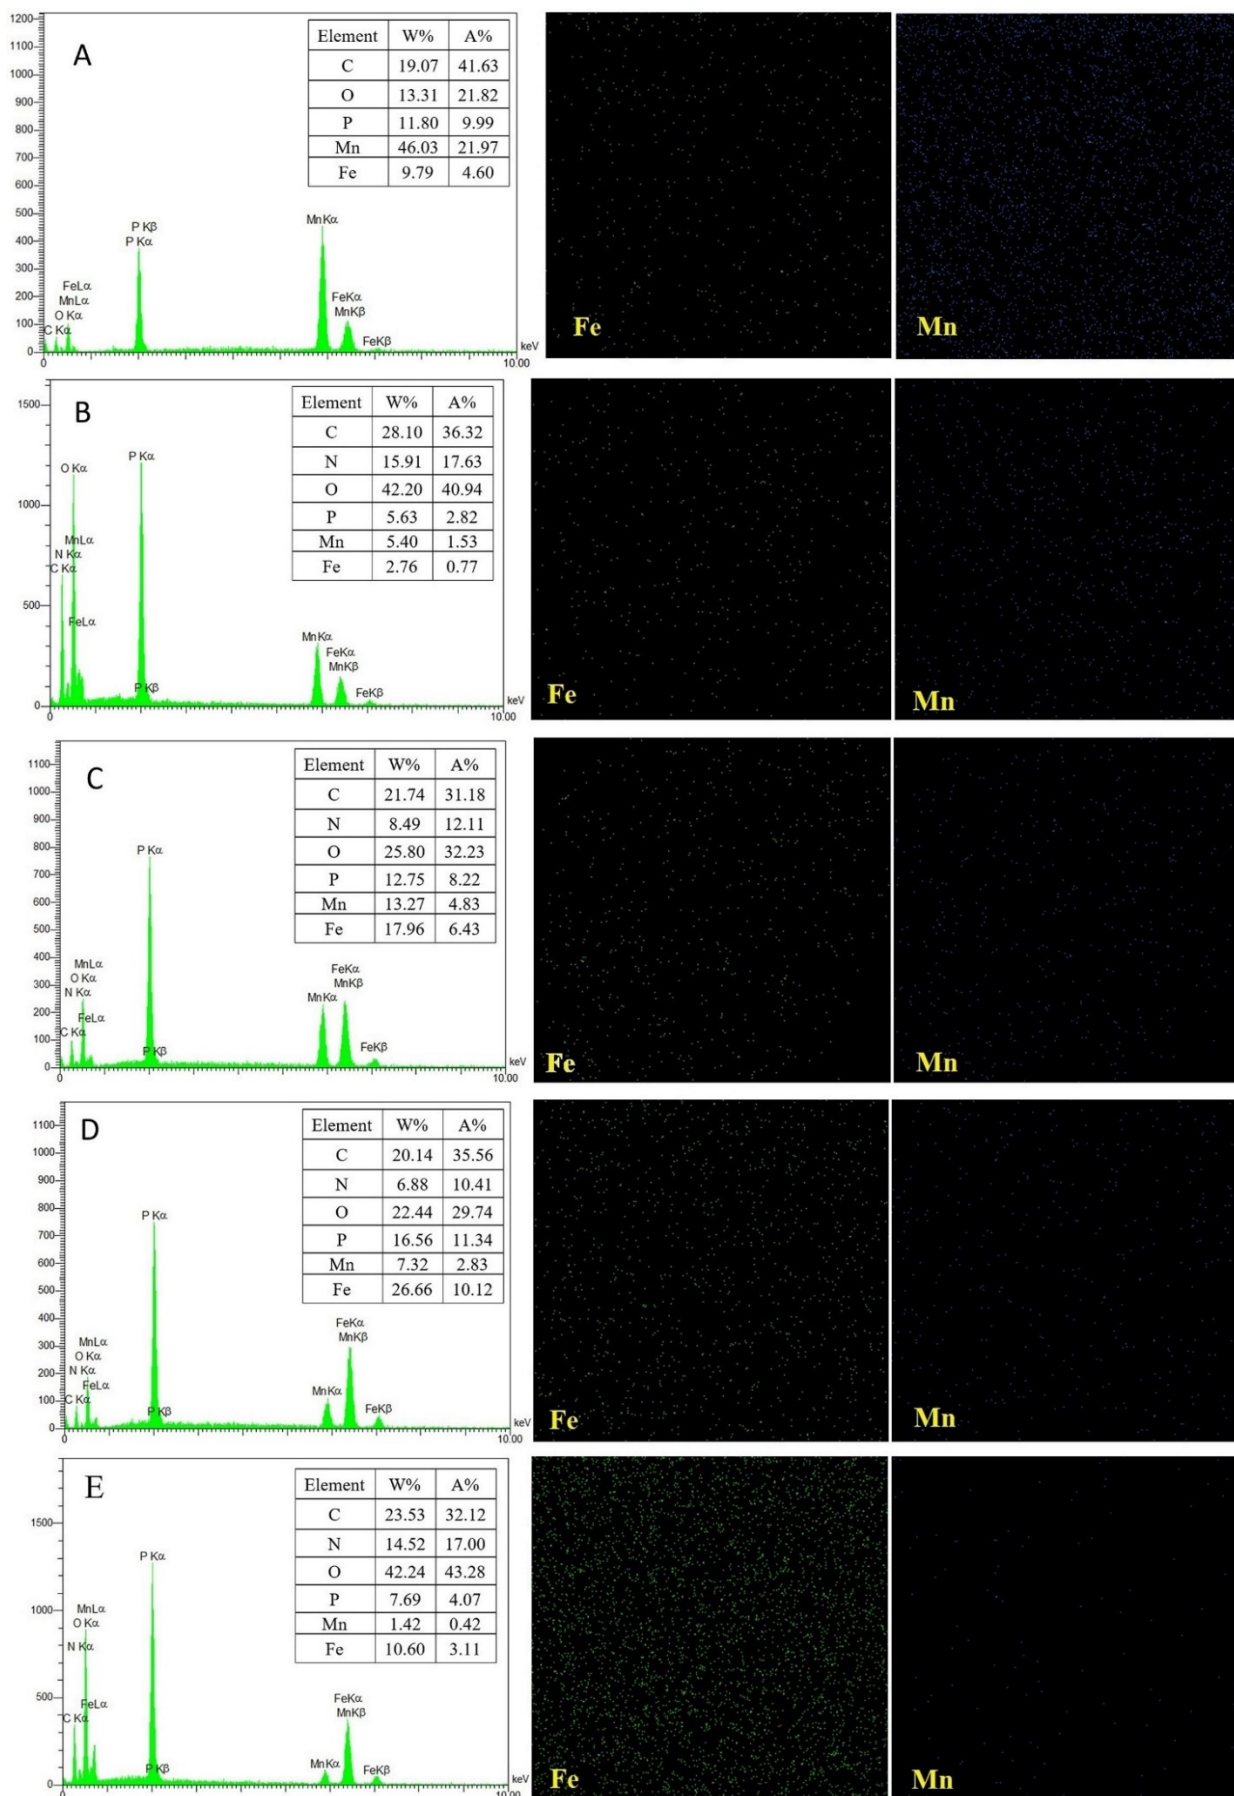 A
1200
1100
1000
900
800
700
600
500
400
300
200
100
0
Element W% A%
C 19.07 41.63
O 13.31 21.82
P 11.80 9.99
Mn 46.03 21.97
Fe 9.79 4.60
P Kβ
P Kα
MnKα
FeLα
MnLα
O Kα
C Kα
FeKα
MnKβ
FeKβ
0 10.00 keV
Fe
Mn
B
1500
1000
500
0
Element W% A%
C 28.10 36.32
N 15.91 17.63
O 42.20 40.94
P 5.63 2.82
Mn 5.40 1.53
Fe 2.76 0.77
O Kα
P Kα
MnLα
N Kα
C Kα
FeLα
P Kβ
MnKα
FeKα
MnKβ
FeKβ
0 10.00 keV
Fe
Mn
C
1100
1000
900
800
700
600
500
400
300
200
100
0
Element W% A%
C 21.74 31.18
N 8.49 12.11
O 25.80 32.23
P 12.75 8.22
Mn 13.27 4.83
Fe 17.96 6.43
P Kα
MnLα
O Kα
N Kα
FeLα
C Kα
P Kβ
MnKα
FeKα
MnKβ
FeKβ
0 10.00 keV
Fe
Mn
D
1100
1000
900
800
700
600
500
400
300
200
100
0
Element W% A%
C 20.14 35.56
N 6.88 10.41
O 22.44 29.74
P 16.56 11.34
Mn 7.32 2.83
Fe 26.66 10.12
P Kα
MnLα
O Kα
N Kα
FeLα
C Kα
P Kβ
MnKα
FeKα
MnKβ
FeKβ
0 10.00 keV
Fe
Mn
E
1500
1000
500
0
Element W% A%
C 23.53 32.12
N 14.52 17.00
O 42.24 43.28
P 7.69 4.07
Mn 1.42 0.42
Fe 10.60 3.11
P Kα
MnLα
O Kα
N Kα
FeLα
C Kα
P Kβ
MnKα
FeKα
MnKβ
FeKβ
0 10.00 keV
Fe
Mn